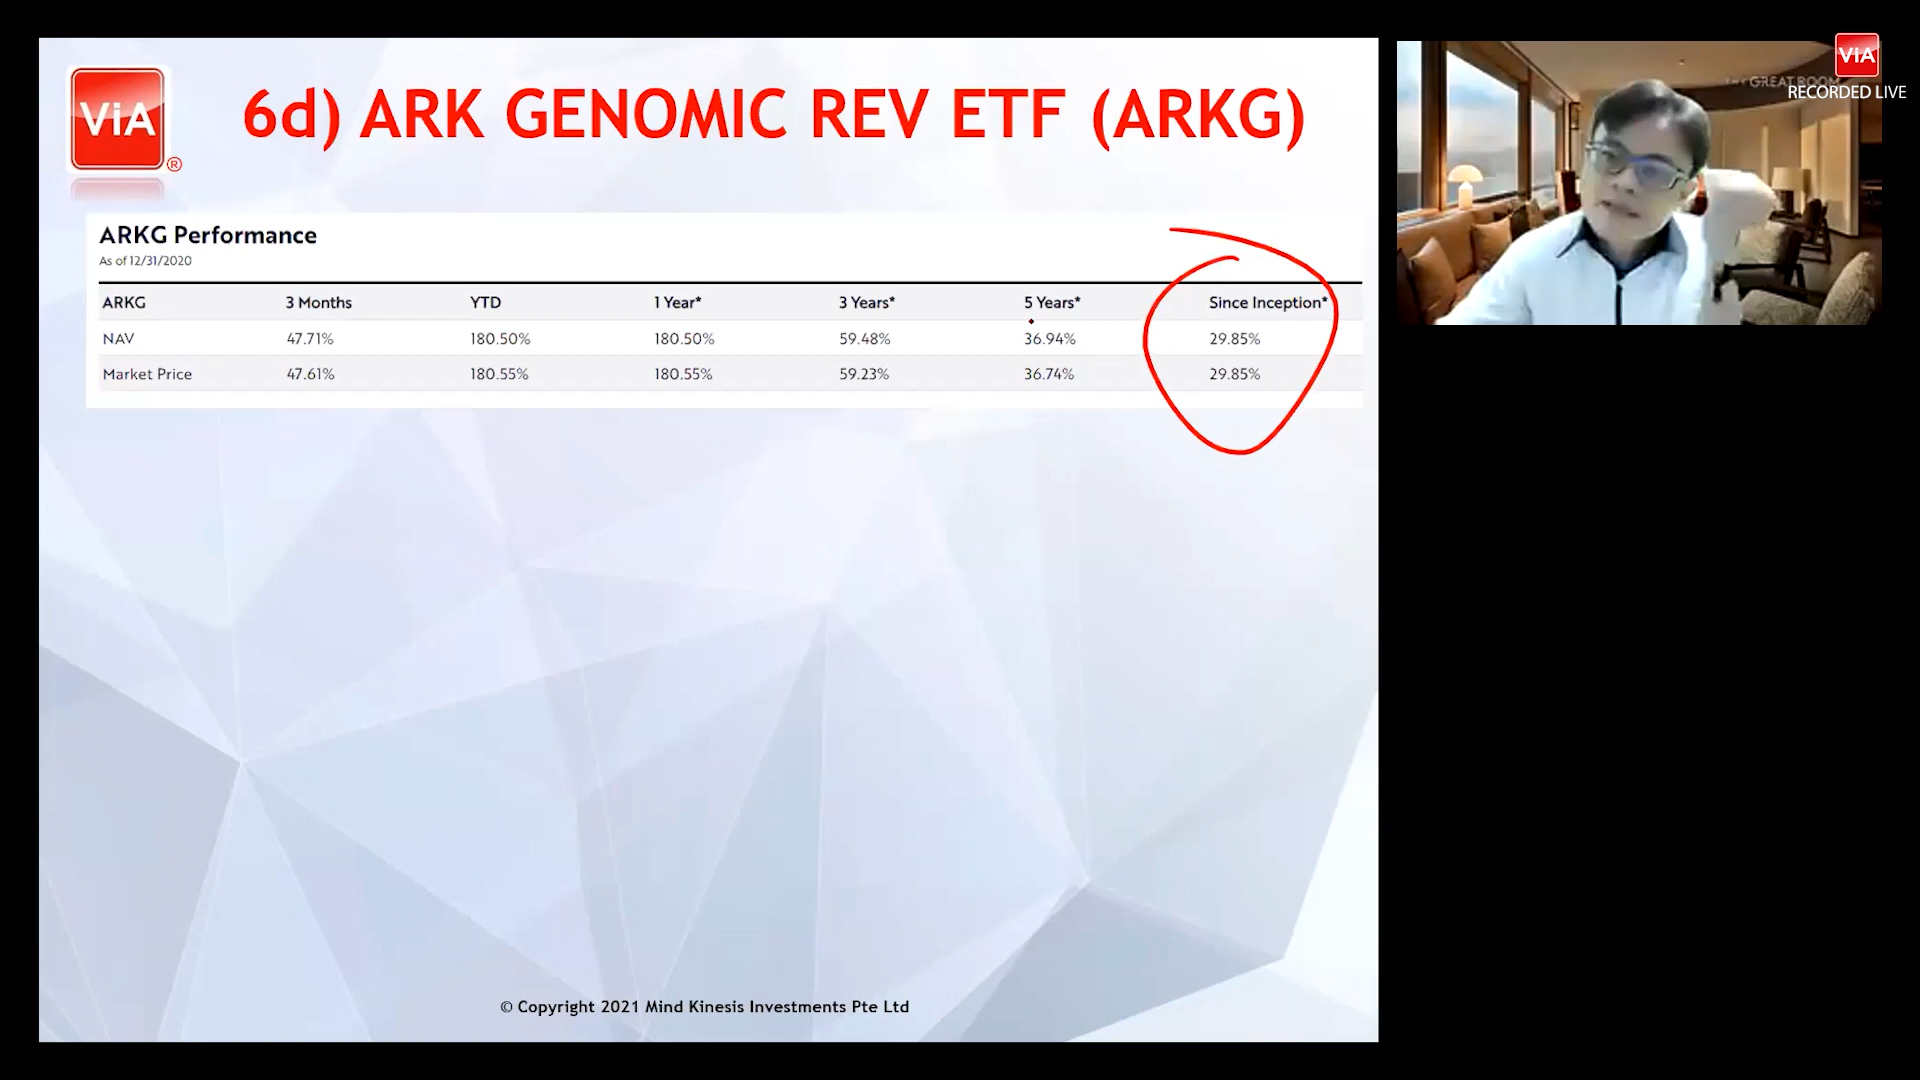 ViA
®
6d) ARK GENOMIC REV ETF (ARKG)
ARKG Performance
As of 12/31/2020
ARKG 3 Months YTD 1 Year* 3 Years* 5 Years* Since Inception*
NAV 47.71% 180.50% 180.50% 59.48% 36.94% 29.85%
Market Price 47.61% 180.55% 180.55% 59.23% 36.74% 29.85%
© Copyright 2021 Mind Kinesis Investments Pte Ltd
ViA
GREAT ROOM
RECORDED LIVE